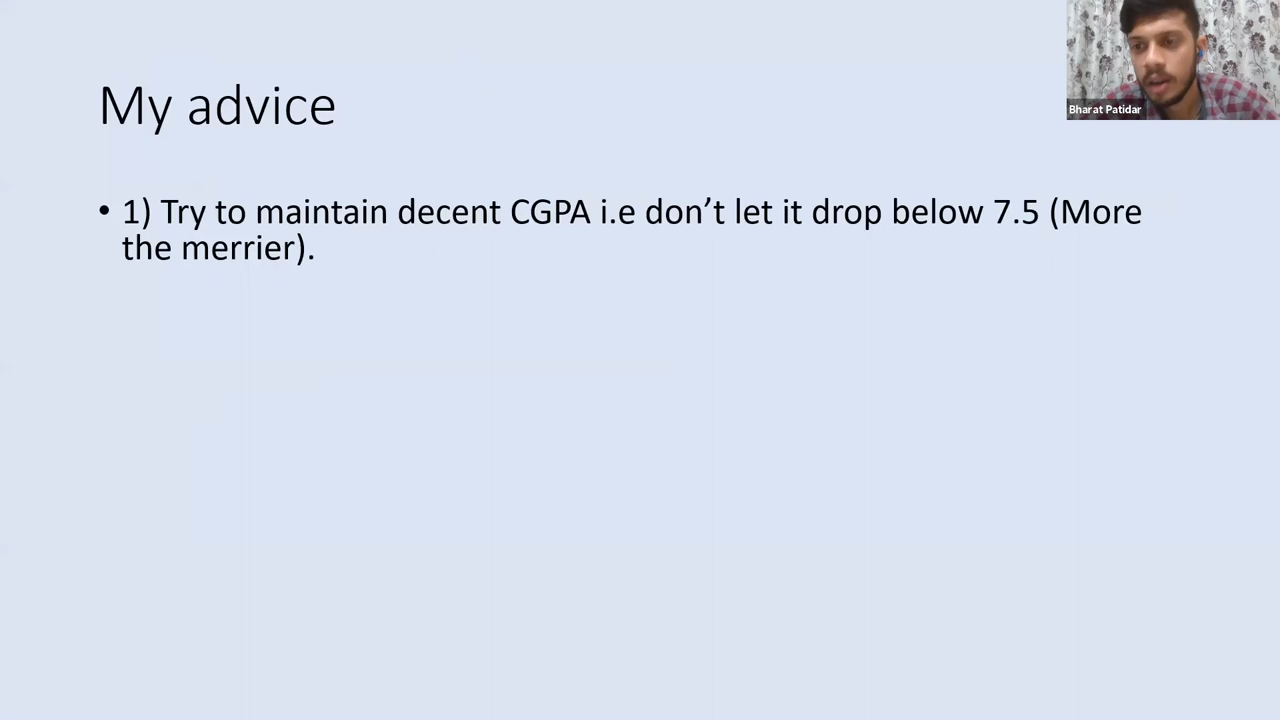 Bharat Patidar
My advice
• 1) Try to maintain decent CGPA i.e don’t let it drop below 7.5 (More
the merrier).